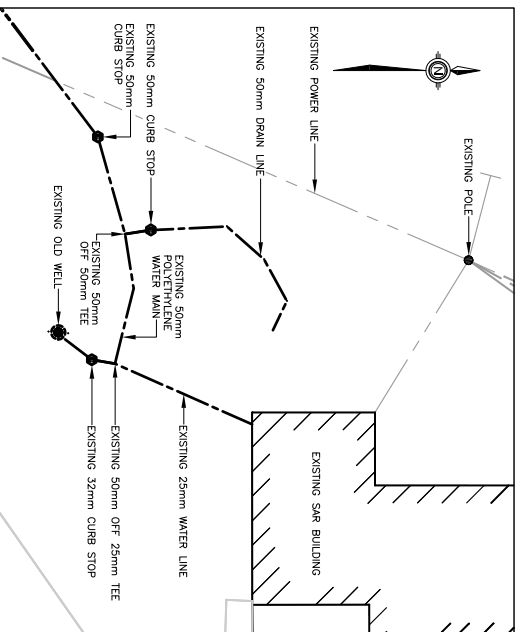 EXISTING POLE
EXISTING POWER LINE
EXISTING 50mm DRAIN LINE
EXISTING 50mm CURB STOP
EXISTING 50mm
CURB STOP
EXISTING 50mm
POLYETHYLENE
WATER MAIN
EXISTING 50mm
OFF 50mm TEE
EXISTING OLD WELL
EXISTING SAR BUILDING
EXISTING 25mm WATER LINE
EXISTING 50mm OFF 25mm TEE
EXISTING 32mm CURB STOP
N